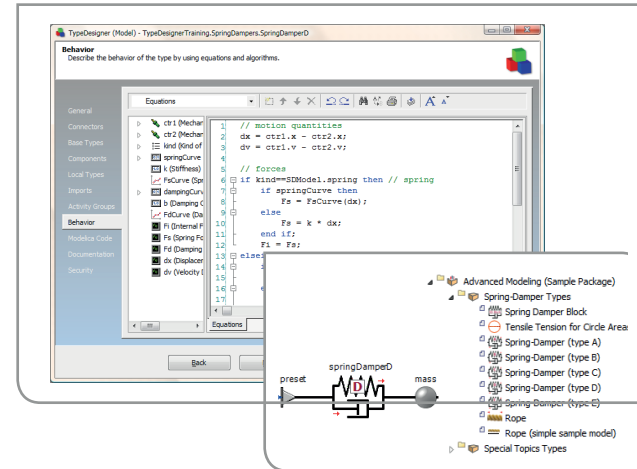 TypeDesigner (Model) - TypeDesignerTraining.SpringDampers.SpringDamperD
Behavior
Describe the behavior of the type by using equations and algorithms.
General
Connectors
Base Types
Components
Local Types
Imports
Activity Groups
Behavior
Modelica Code
Documentation
Security
Equations
ctr1 (Mechan
ctr2 (Mechan
kind (Kind of
springCurve
k (Stiffness)
FsCurve (Spr
dampingCurv
b (Damping C
FdCurve (Da
Fi (Internal F
Fs (Spring Fo
Fd (Damping
dx (Displacer
dv (Velocity D
1 // motion quantities
2 dx = ctr1.x - ctr2.x;
3 dv = ctr1.v - ctr2.v;
4
5 // forces
6 if kind==SDModel.spring then // spring
7 if springCurve then
8 Fs = FsCurve(dx);
9 else
10 Fs = k * dx;
11 end if;
12 Fi = Fs;
13 elsei
14
15
16 e
17
Equations
Back
preset
springDamperD
D
mass
Advanced Modeling (Sample Package)
Spring-Damper Types
Spring Damper Block
Tensile Tension for Circle Areas
Spring-Damper (type A)
Spring-Damper (type B)
Spring-Damper (type C)
Spring-Damper (type D)
Spring-Damper (type E)
Rope
Rope (simple sample model)
Special Topics Types